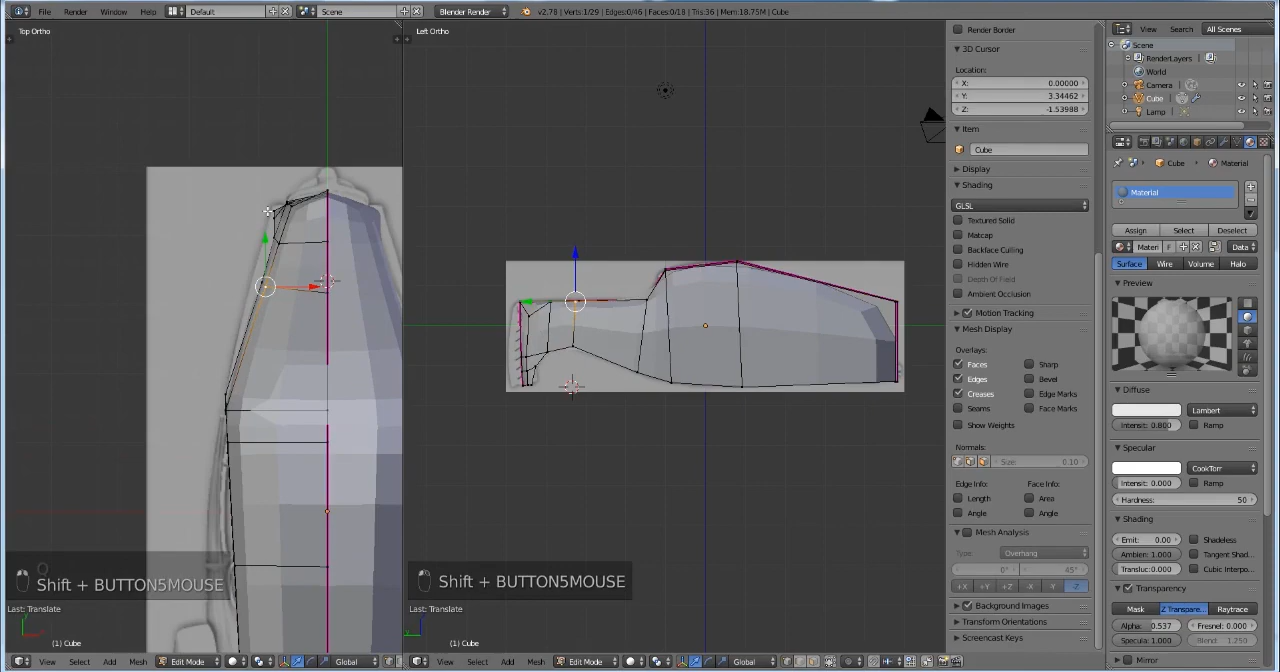 File Render Window Help Default Scene Blender Render v2.78 | Verts:1/29 | Edges:0/46 | Faces:0/18 | Tris:36 | Mem:18.75M | Cube
Top Ortho
Left Ortho
Shift + BUTTON5MOUSE
Shift + BUTTON5MOUSE
Last: Translate
Last: Translate
(1) Cube
(1) Cube
View Select Add Mesh Edit Mode Global
View Select Add Mesh Edit Mode Global
Render Border
3D Cursor
Location:
X: 0.00000
Y: 3.34462
Z: -1.53988
Item
Cube
Display
Shading
GLSL
Textured Solid
Matcap
Backface Culling
Hidden Wire
Depth Of Field
Ambient Occlusion
Motion Tracking
Mesh Display
Overlays:
Faces Sharp
Edges Bevel
Creases Edge Marks
Seams Face Marks
Show Weights
Normals:
Size: 0.10
Edge Info: Face Info:
Length Area
Angle Angle
Mesh Analysis
Type: Overhang
0° 45°
+X +Y +Z -X -Y -Z
Background Images
Transform Orientations
Screencast Keys
View Search All Scenes
Scene
RenderLayers
World
Camera
Cube
Lamp
Cube Material
Material
Assign Select Deselect
Materi F Data
Surface Wire Volume Halo
Preview
Diffuse
Lambert
Intensit: 0.800 Ramp
Specular
CookTorr
Intensit: 0.000 Ramp
Hardness: 50
Shading
Emit: 0.00 Shadeless
Ambien: 1.000 Tangent Shad...
Transluc:0.000 Cubic Interpo...
Transparency
Mask Z Transpare... Raytrace
Alpha: 0.537 Fresnel: 0.000
Specula: 1.000 Blend: 1.250
Mirror